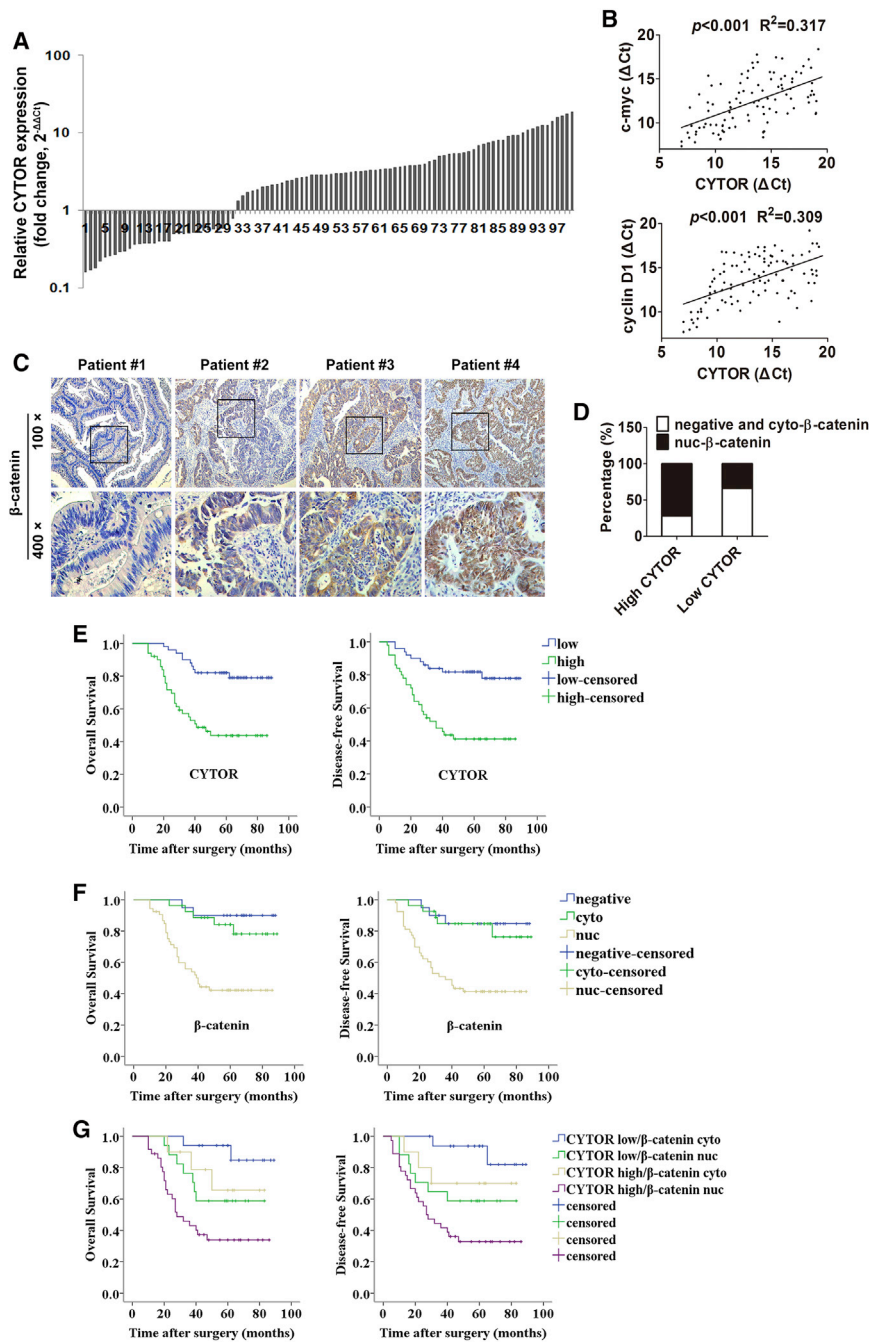 A
Relative CYTOR expression
(fold change, 2^-ΔΔCt)
100
10
1
0.1
1 5 9 13 17 21 25 29 33 37 41 45 49 53 57 61 65 69 73 77 81 85 89 93 97
B
p<0.001 R²=0.317
c-myc (ΔCt)
20
15
10
5 10 15 20
CYTOR (ΔCt)
p<0.001 R²=0.309
cyclin D1 (ΔCt)
20
15
10
5 10 15 20
CYTOR (ΔCt)
C
Patient #1 Patient #2 Patient #3 Patient #4
β-catenin
100 ×
400 ×
D
negative and cyto-β-catenin
nuc-β-catenin
Percentage (%)
150
100
50
0
High CYTOR
Low CYTOR
E
Overall Survival
1.0
0.8
0.6
0.4
0.2
0.0
CYTOR
0 20 40 60 80 100
Time after surgery (months)
Disease-free Survival
1.0
0.8
0.6
0.4
0.2
0.0
CYTOR
0 20 40 60 80 100
Time after surgery (months)
low
high
low-censored
high-censored
F
Overall Survival
1.0
0.8
0.6
0.4
0.2
0.0
β-catenin
0 20 40 60 80 100
Time after surgery (months)
Disease-free Survival
1.0
0.8
0.6
0.4
0.2
0.0
β-catenin
0 20 40 60 80 100
Time after surgery (months)
negative
cyto
nuc
negative-censored
cyto-censored
nuc-censored
G
Overall Survival
1.0
0.8
0.6
0.4
0.2
0.0
0 20 40 60 80 100
Time after surgery (months)
Disease-free Survival
1.0
0.8
0.6
0.4
0.2
0.0
0 20 40 60 80 100
Time after surgery (months)
CYTOR low/β-catenin cyto
CYTOR low/β-catenin nuc
CYTOR high/β-catenin cyto
CYTOR high/β-catenin nuc
censored
censored
censored
censored